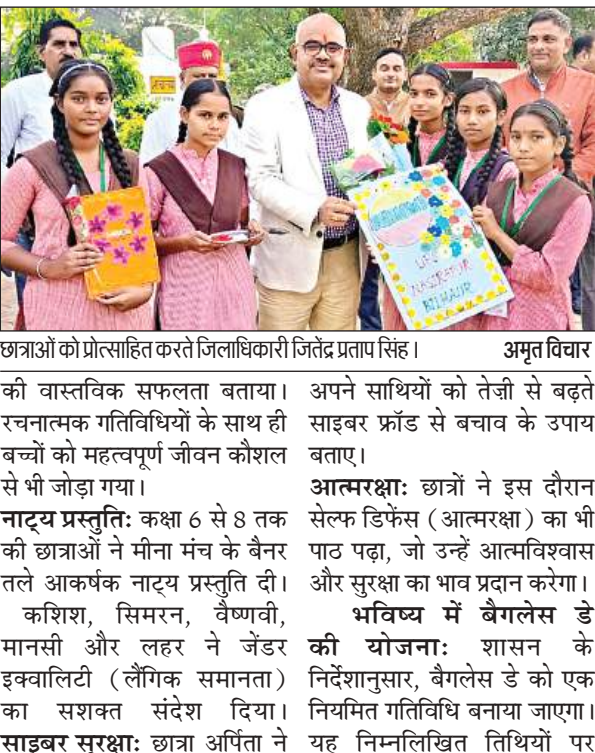 UPS
NASIRAPUR
BILHAUR
छात्राओं को प्रोत्साहित करते जिलाधिकारी जितेंद्र प्रताप सिंह।
अमृत विचार
की वास्तविक सफलता बताया।
रचनात्मक गतिविधियों के साथ ही
बच्चों को महत्वपूर्ण जीवन कौशल
से भी जोड़ा गया।
नाट्य प्रस्तुतिः कक्षा 6 से 8 तक
की छात्राओं ने मीना मंच के बैनर
तले आकर्षक नाट्य प्रस्तुति दी।
कशिश, सिमरन, वैष्णवी,
मानसी और लहर ने जेंडर
इक्वालिटी (लैंगिक समानता)
का सशक्त संदेश दिया।
साइबर सुरक्षाः छात्रा अर्पिता ने
अपने साथियों को तेज़ी से बढ़ते
साइबर फ्रॉड से बचाव के उपाय
बताए।
आत्मरक्षाः छात्रों ने इस दौरान
सेल्फ डिफेंस (आत्मरक्षा) का भी
पाठ पढ़ा, जो उन्हें आत्मविश्वास
और सुरक्षा का भाव प्रदान करेगा।
भविष्य में बैगलेस डे
की योजनाः शासन के
निर्देशानुसार, बैगलेस डे को एक
नियमित गतिविधि बनाया जाएगा।
यह निम्नलिखित तिथियों पर